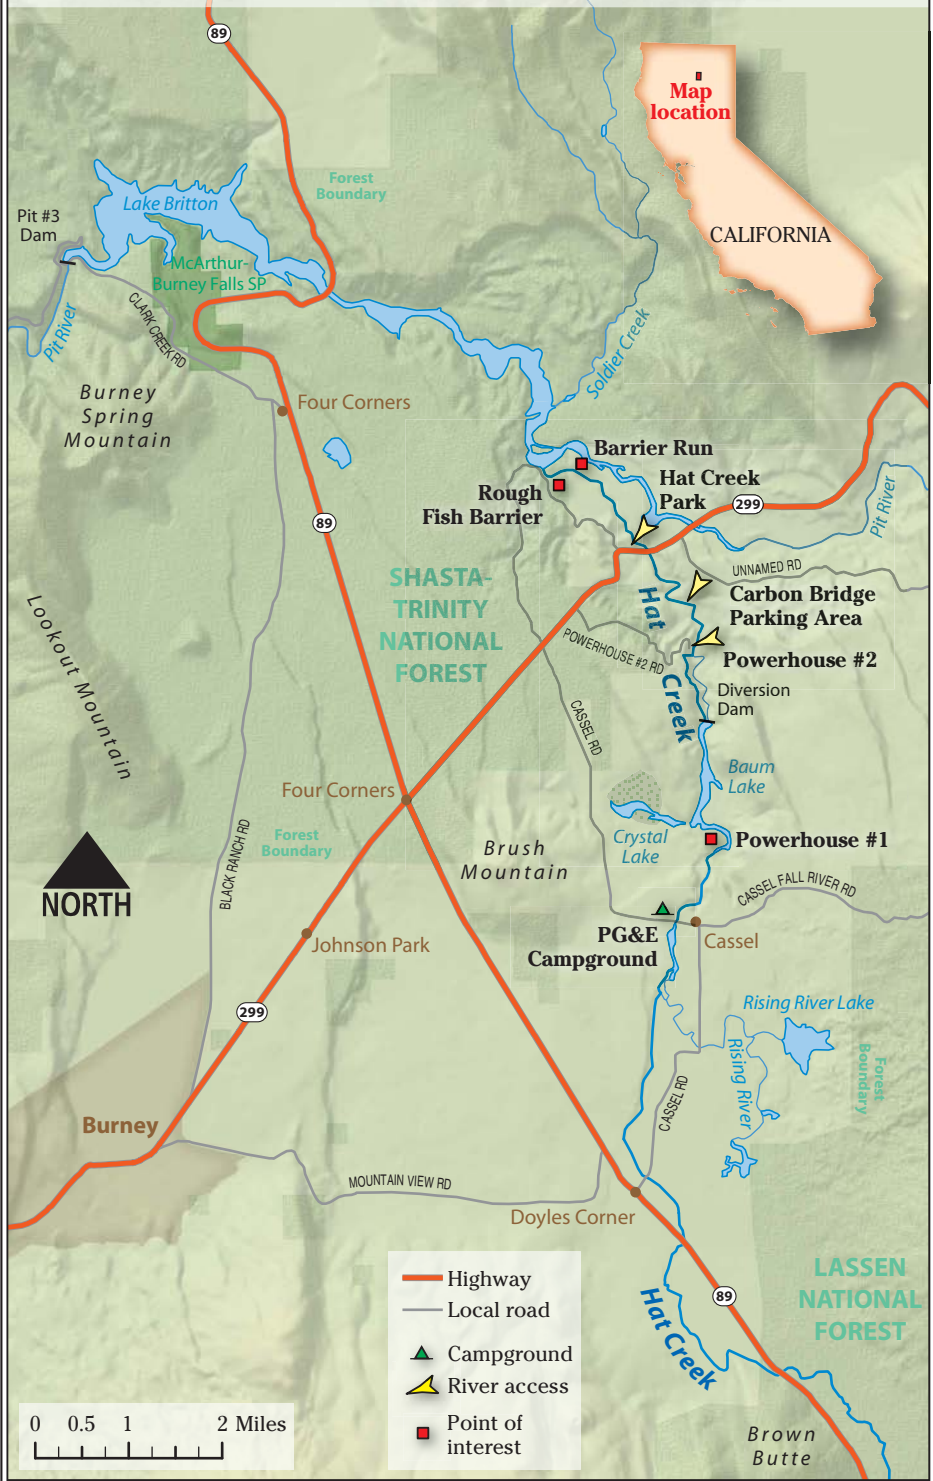 89
Map
location
CALIFORNIA
Forest
Boundary
Lake Britton
Pit #3
Dam
McArthur-
Burney Falls SP
Pit River
CLARK CREEK RD
Soldier Creek
Burney
Spring
Mountain
Four Corners
Barrier Run
Hat Creek
Park
Rough
Fish Barrier
299
Pit River
89
UNNAMED RD
SHASTA-
TRINITY
NATIONAL
FOREST
Hat
Creek
Carbon Bridge
Parking Area
Lookout Mountain
POWERHOUSE #2 RD
Powerhouse #2
Diversion
Dam
CASSEL RD
Baum
Lake
Four Corners
Forest
Boundary
Crystal
Lake
Powerhouse #1
Brush
Mountain
BLACK RANCH RD
NORTH
CASSEL FALL RIVER RD
PG&E
Campground
Cassel
Johnson Park
299
Rising River Lake
Rising River
Forest
Boundary
CASSEL RD
Burney
MOUNTAIN VIEW RD
Doyles Corner
LASSEN
NATIONAL
FOREST
89
Hat Creek
Highway
Local road
Campground
River access
Point of
interest
0 0.5 1 2 Miles
Brown
Butte